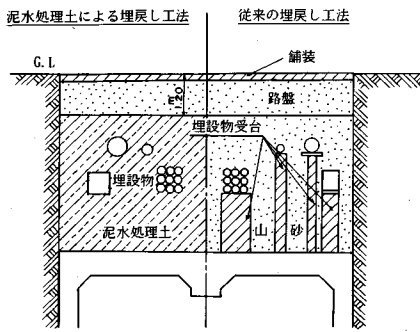 泥水処理土による埋戻し工法
従来の埋戻し工法
G.L
舗装
1.20m
路盤
埋設物受台
埋設物
泥水処理土
山 砂